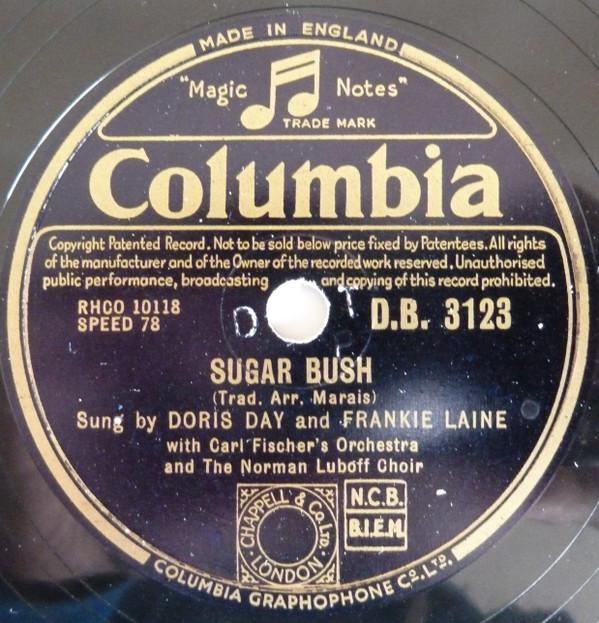 MADE IN ENGLAND
"Magic Notes"
TRADE MARK
Columbia
Copyright Patented Record. Not to be sold below price fixed by Patentees. All rights
of the manufacturer and of the Owner of the recorded work reserved. Unauthorised
public performance, broadcasting and copying of this record prohibited.
RHCO 10118
SPEED 78
D.B. 3123
SUGAR BUSH
(Trad. Arr. Marais)
Sung by DORIS DAY and FRANKIE LAINE
with Carl Fischer's Orchestra
and The Norman Luboff Choir
CHAPPELL & Co. LTD.
LONDON
N.C.B.
B.I.E.M.
COLUMBIA GRAPHOPHONE Co. LTD.